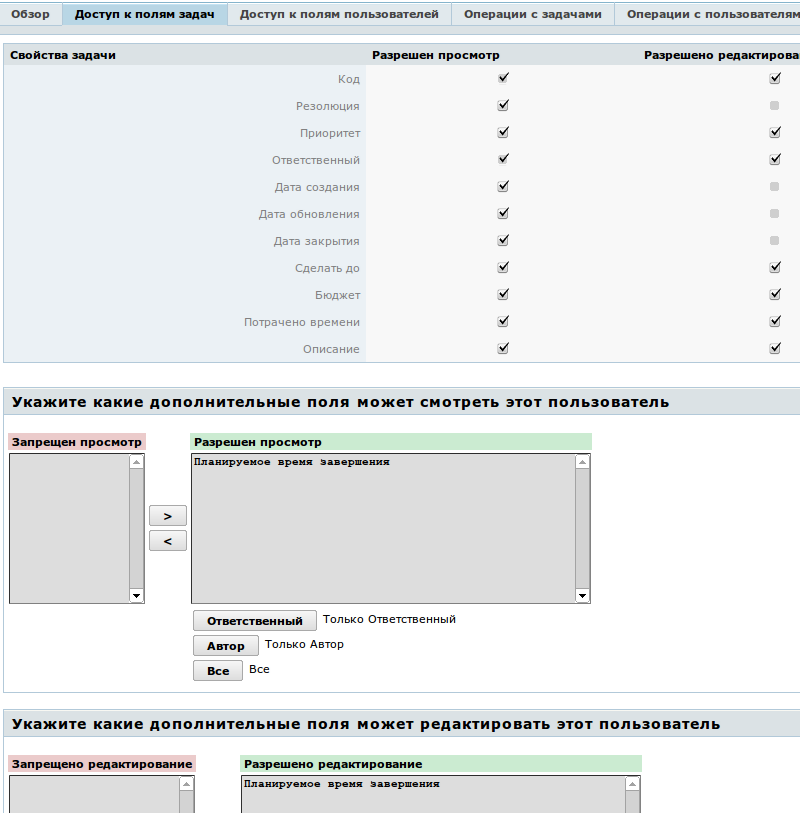 Обзор Доступ к полям задач Доступ к полям пользователей Операции с задачами Операции с пользователям
Свойства задачи Разрешен просмотр Разрешено редактирова
Код
Резолюция
Приоритет
Ответственный
Дата создания
Дата обновления
Дата закрытия
Сделать до
Бюджет
Потрачено времени
Описание
Укажите какие дополнительные поля может смотреть этот пользователь
Запрещен просмотр Разрешен просмотр
Планируемое время завершения
>
<
Ответственный Только Ответственный
Автор Только Автор
Все Все
Укажите какие дополнительные поля может редактировать этот пользователь
Запрещено редактирование Разрешено редактирование
Планируемое время завершения